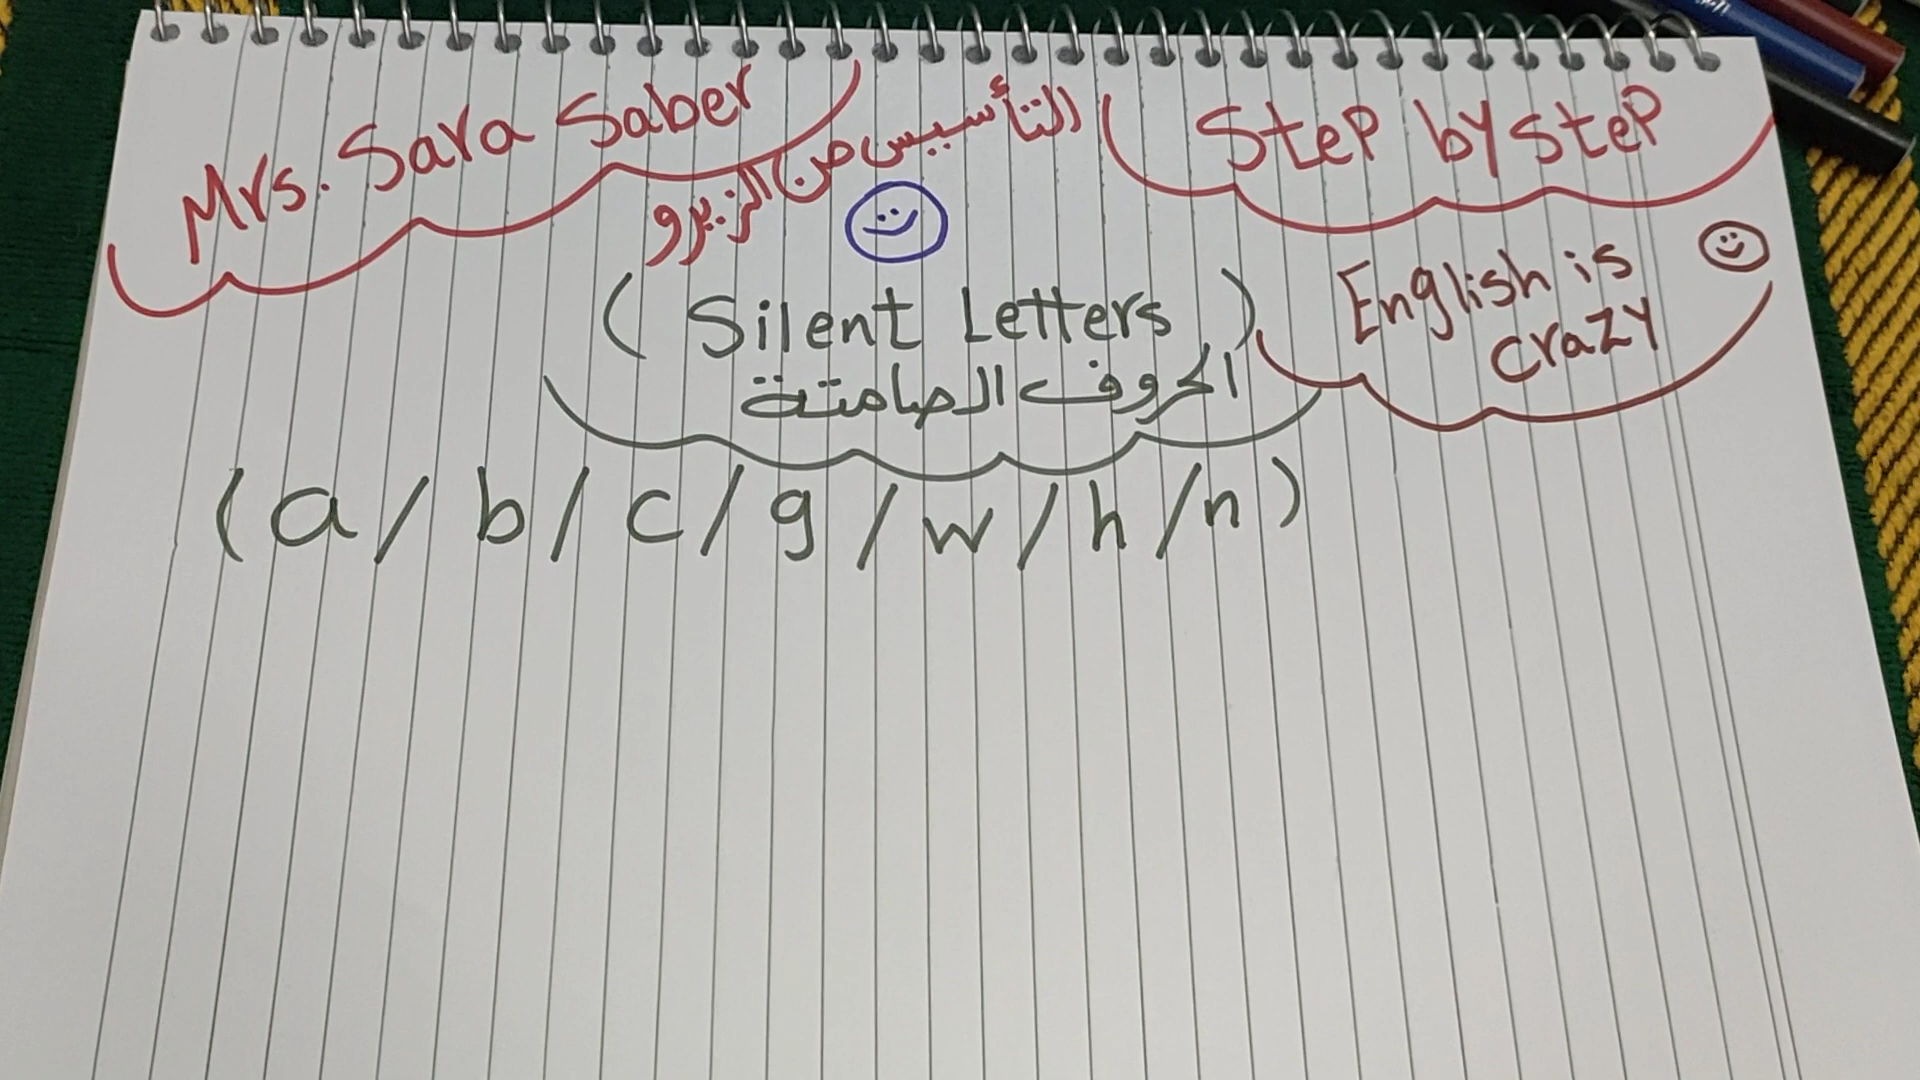 Mrs. Sara Saber
التأسيس من الزيرو
SteP by steP
English is
crazy
(Silent Letters)
الحروف الصامتة
(a/b/c/g/w/h/n)